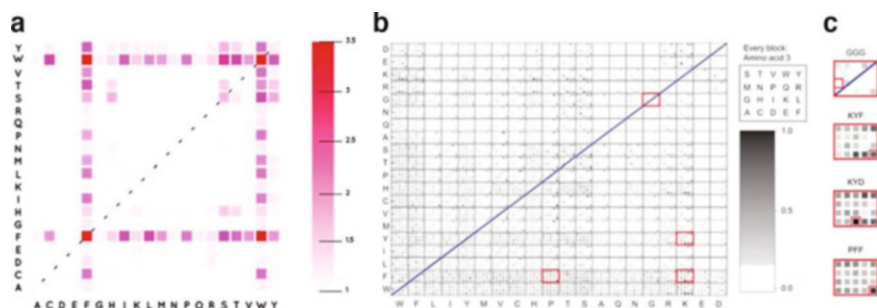 a
Y
W
V
T
S
R
Q
P
N
M
L
K
I
H
G
F
E
D
C
A
A C D E F G H I K L M N P Q R S T V W Y
3.5
3
2.5
2
1.5
1
b
D
E
K
R
G
N
Q
A
S
T
P
H
C
V
M
Y
I
L
F
W
W F L I Y M V C H P T S A Q N G R K E D
Every block:
Amino acid 3
S T V W Y
M N P Q R
G H I K L
A C D E F
1.0
0.5
0.0
c
GGG
KYF
KYD
PFF